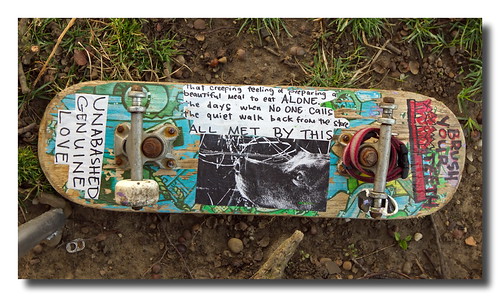 UNABASHED
GENUINE
LOVE
That creeping feeling of preparing a
beautiful meal to eat ALONE.
the days when NO ONE CALLS
the quiet walk back from the store
ALL MET BY THIS
BRUSH
YOUR